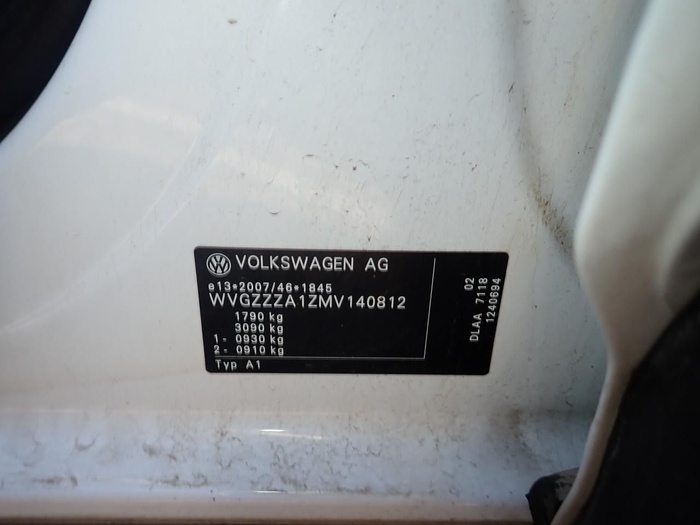 VOLKSWAGEN AG
e13*2007/46*1845
WVGZZZA1ZMV140812
1790 kg
3090 kg
1- 0930 kg
2- 0910 kg
Typ A1
02
DLAA 7118
1240694